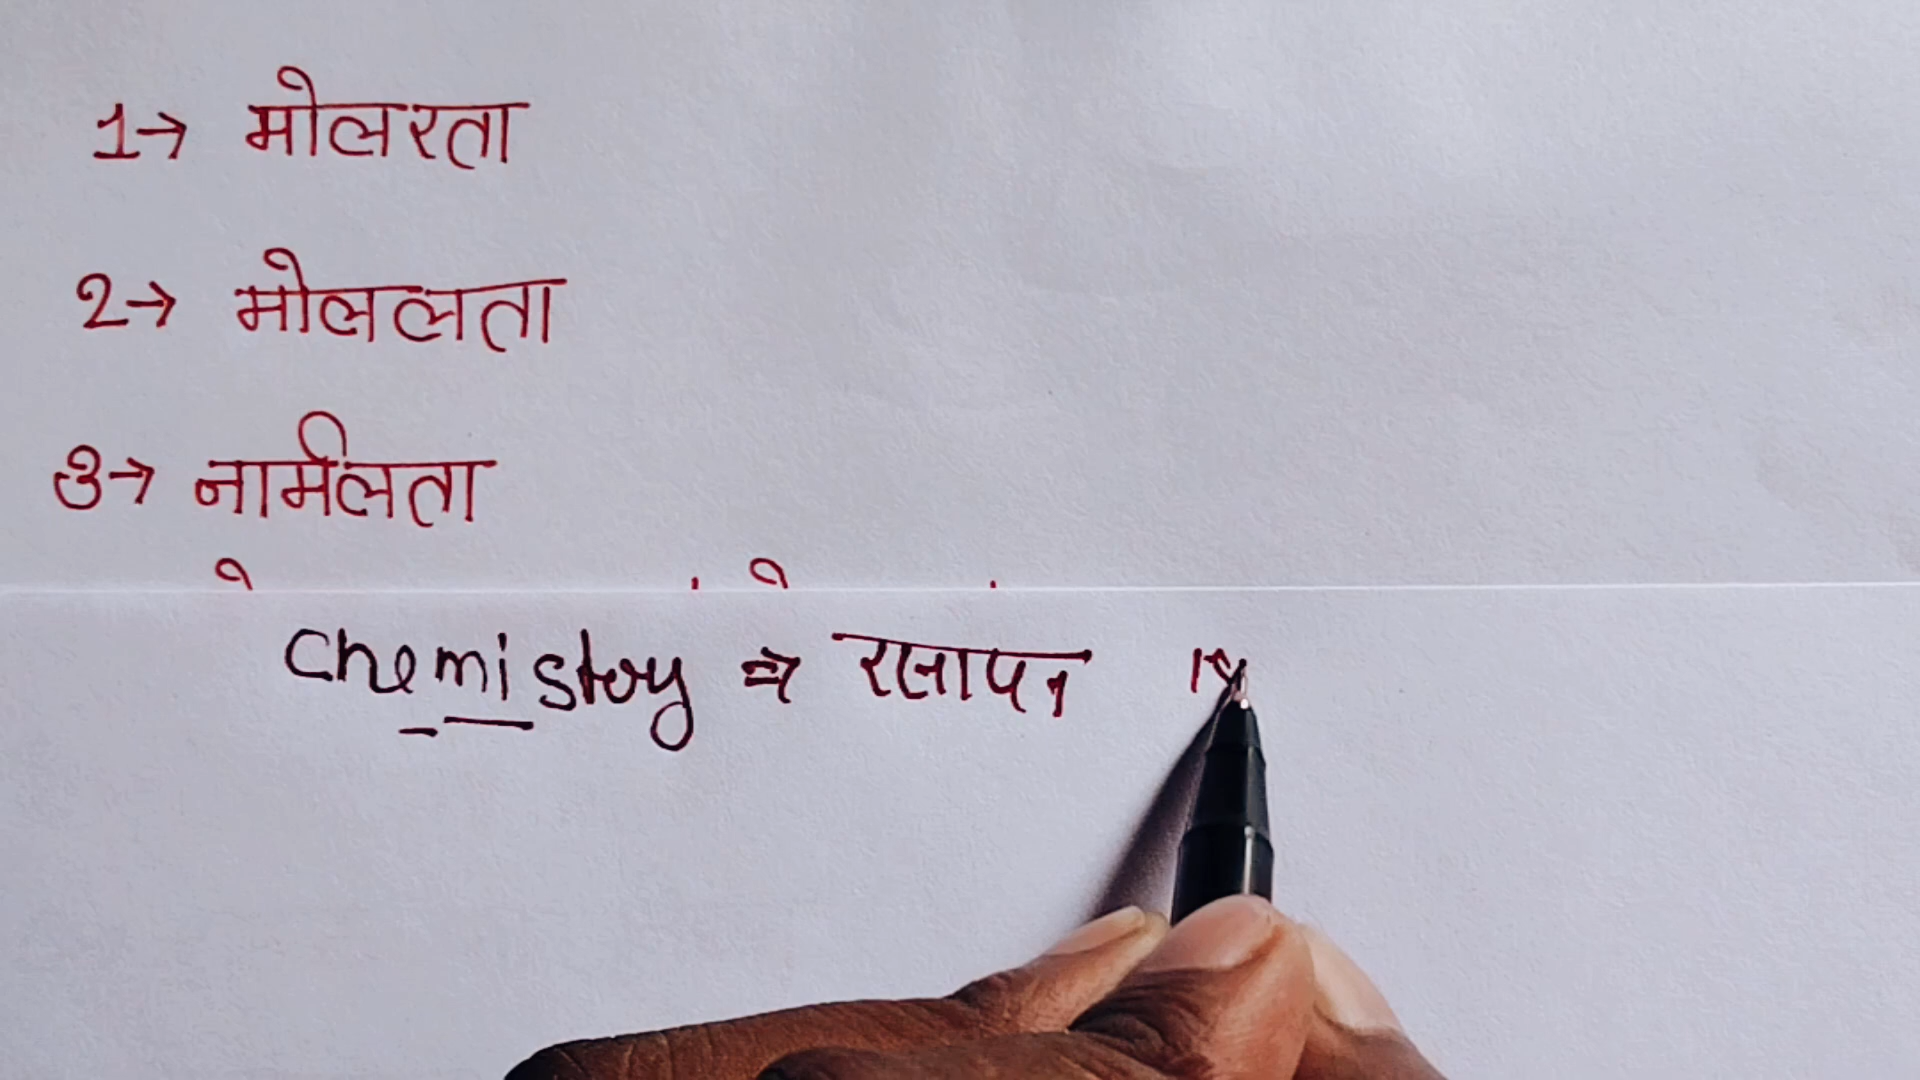 1→ मोलरता
2→ मोललता
3→ नार्मलता
Chemistry ⇒ रसायन